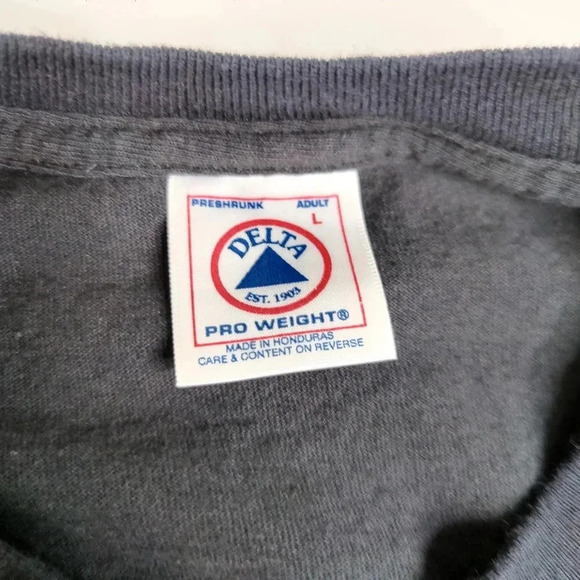 PRESHRUNK ADULT
L
DELTA
EST. 1903
PRO WEIGHT®
MADE IN HONDURAS
CARE & CONTENT ON REVERSE